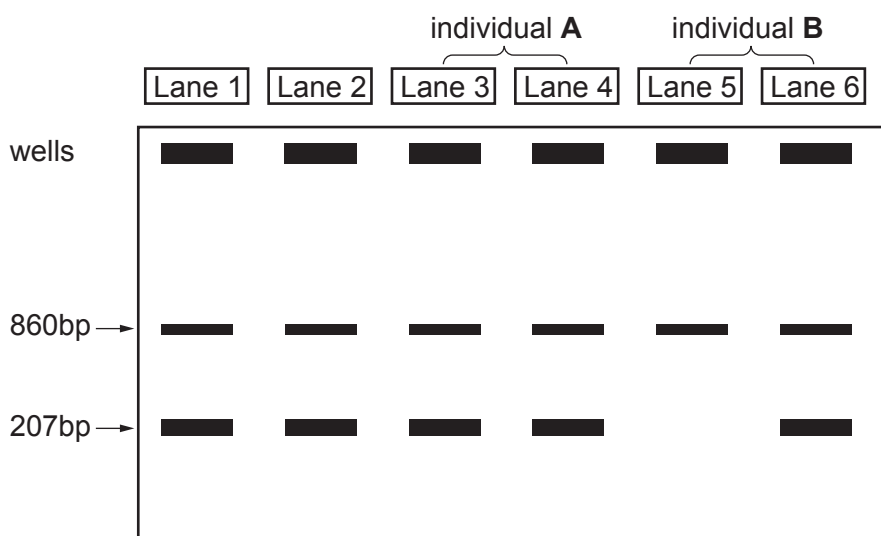 individual A individual B
Lane 1 Lane 2 Lane 3 Lane 4 Lane 5 Lane 6
wells
860bp
207bp